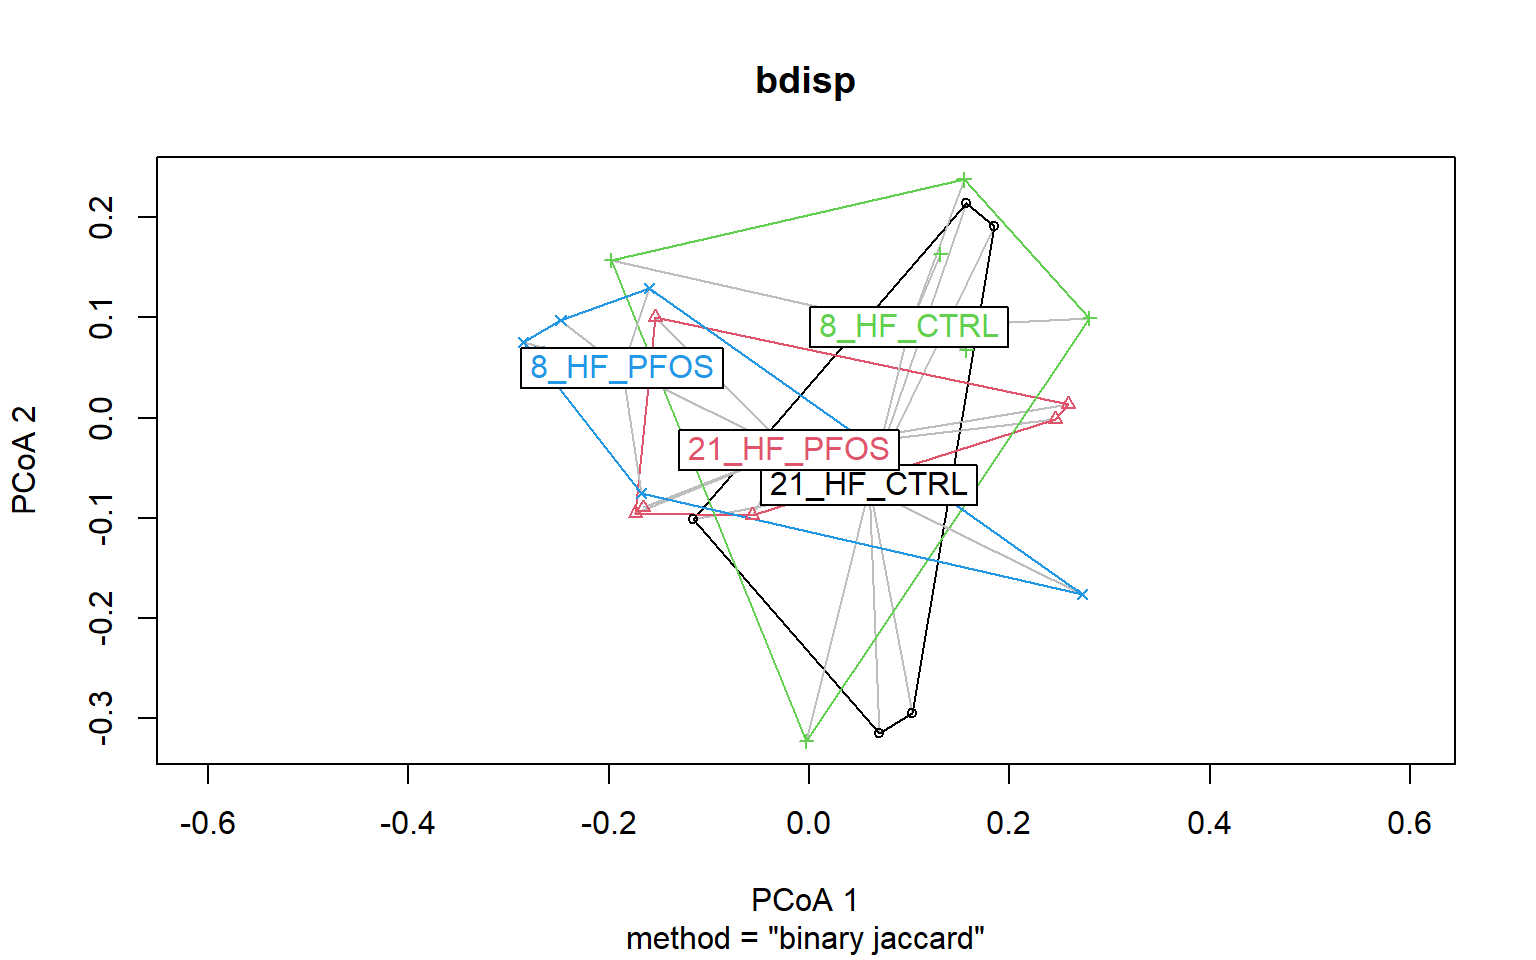 bdisp
PCoA 2
0.2
0.1
0.0
-0.1
-0.2
-0.3
8_HF_CTRL
8_HF_PFOS
21_HF_PFOS
21_HF_CTRL
-0.6 -0.4 -0.2 0.0 0.2 0.4 0.6
PCoA 1
method = "binary jaccard"